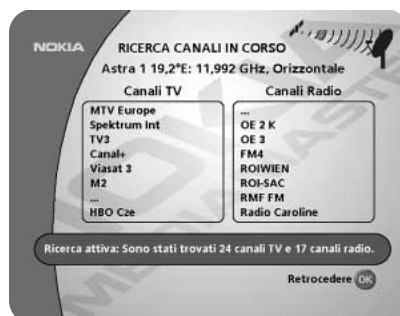 NOKIA
RICERCA CANALI IN CORSO
Astra 1 19,2°E: 11,992 GHz, Orizzontale
Canali TV
MTV Europe
Spektrum Int
TV3
Canal+
Viasat 3
M2
...
HBO Cze
Canali Radio
...
OE 2 K
OE 3
FM4
ROIWIEN
ROI-SAC
RMF FM
Radio Caroline
Ricerca attiva: Sono stati trovati 24 canali TV e 17 canali radio.
Retrocedere OK
NOKIA
MEDIAMASTER